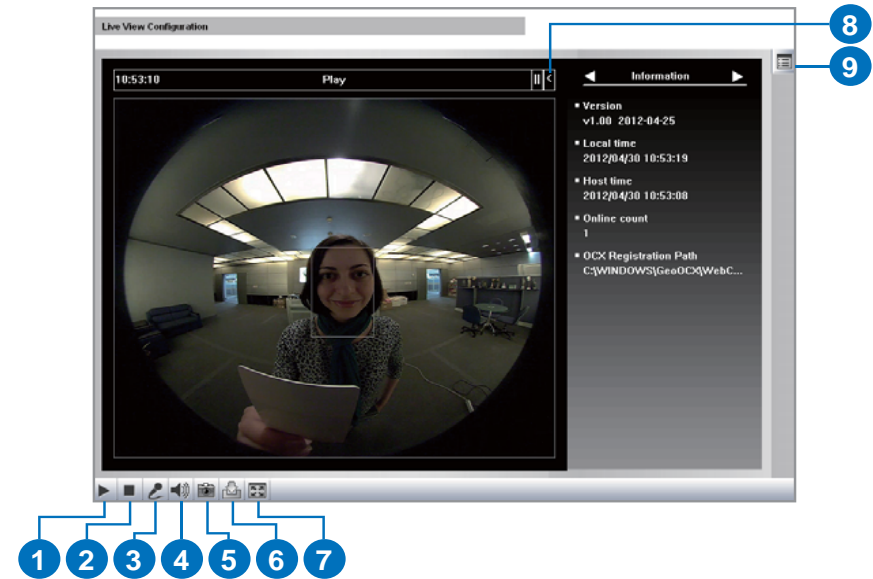 Live View Configuration
8
9
10:53:10 Play
Information
Version
v1.00 2012-04-25
Local time
2012/04/30 10:53:19
Host time
2012/04/30 10:53:08
Online count
1
OCX Registration Path
C:\WINDOWS\GeoOCX\WebC...
1 2 3 4 5 6 7